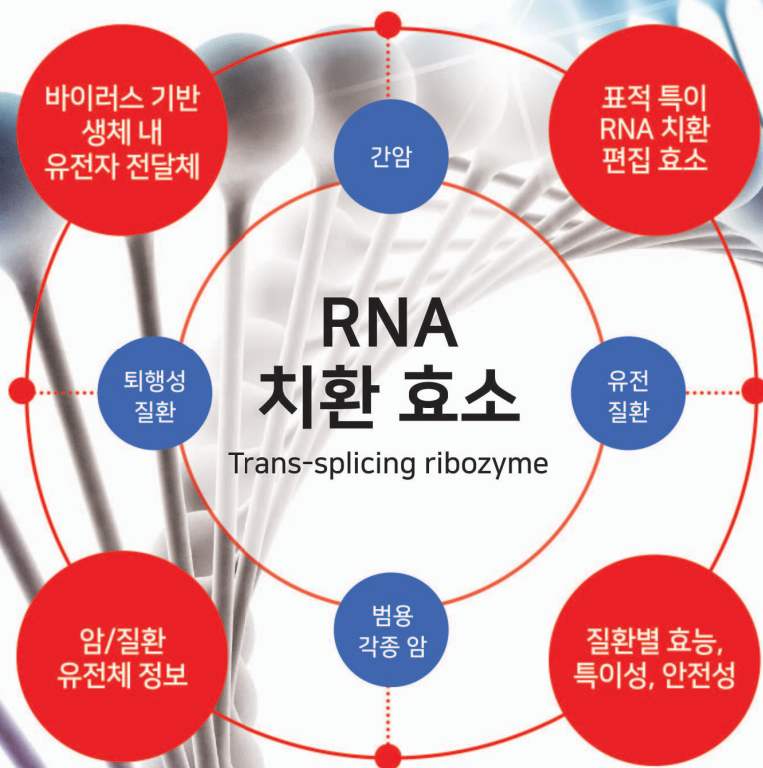 바이러스 기반
생체 내
유전자 전달체
간암
표적 특이
RNA 치환
편집 효소
RNA
치환 효소
Trans-splicing ribozyme
퇴행성
질환
유전
질환
암/질환
유전체 정보
범용
각종 암
질환별 효능,
특이성, 안전성